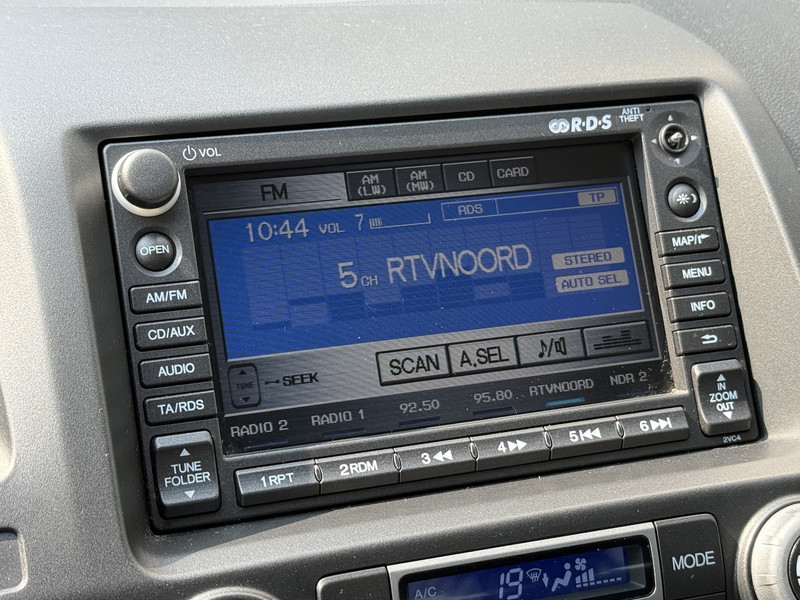 R·D·S ANTI THEFT
VOL
FM AM (LW) AM (MW) CD CARD
10:44 VOL 7 RDS TP
5CH RTVNOORD STEREO
AUTO SEL
TUNE SEEK SCAN A.SEL
RADIO 2 RADIO 1 92.50 95.80 RTVNOORD NDR 2
OPEN
AM/FM
CD/AUX
AUDIO
TA/RDS
TUNE
FOLDER
MAP/
MENU
INFO
IN
ZOOM
OUT
1 RPT 2 RDM 3 4 5 6
2VC4
A/C 19 MODE